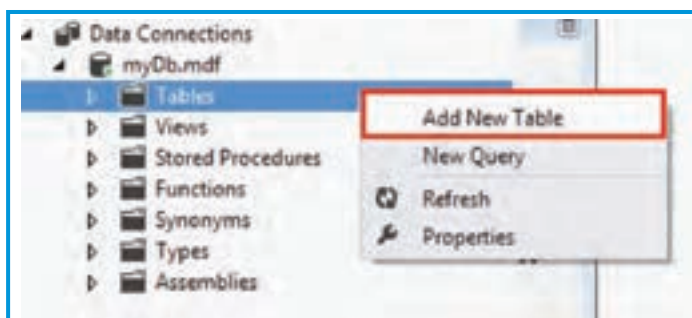 Data Connections
myDb.mdf
Tables
Views
Stored Procedures
Functions
Synonyms
Types
Assemblies
Add New Table
New Query
Refresh
Properties